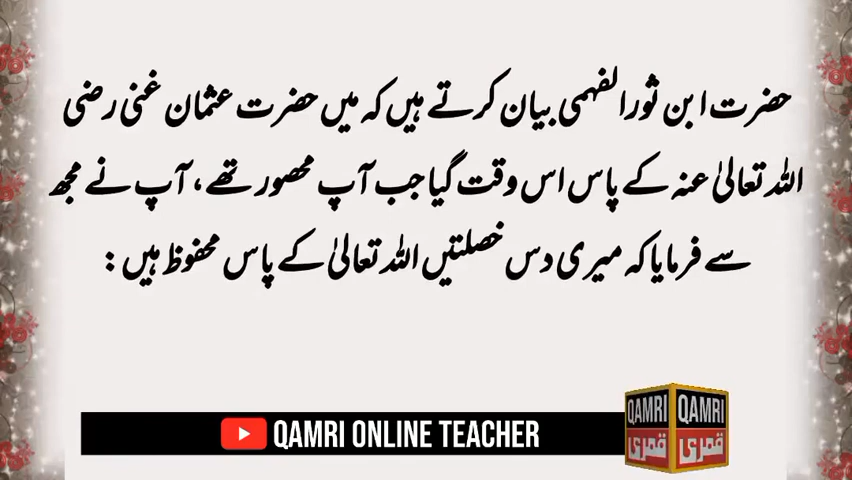 حضرت ابن ثورالفہمی بیان کرتے ہیں کہ میں حضرت عثمان غنی رضی
اللہ تعالیٰ عنہ کے پاس اس وقت گیا جب آپ محصور تھے، آپ نے مجھ
سے فرمایا کہ میری دس خصلتیں اللہ تعالیٰ کے پاس محفوظ ہیں :
QAMRI ONLINE TEACHER
QAMRI QAMRI
قمری قمری